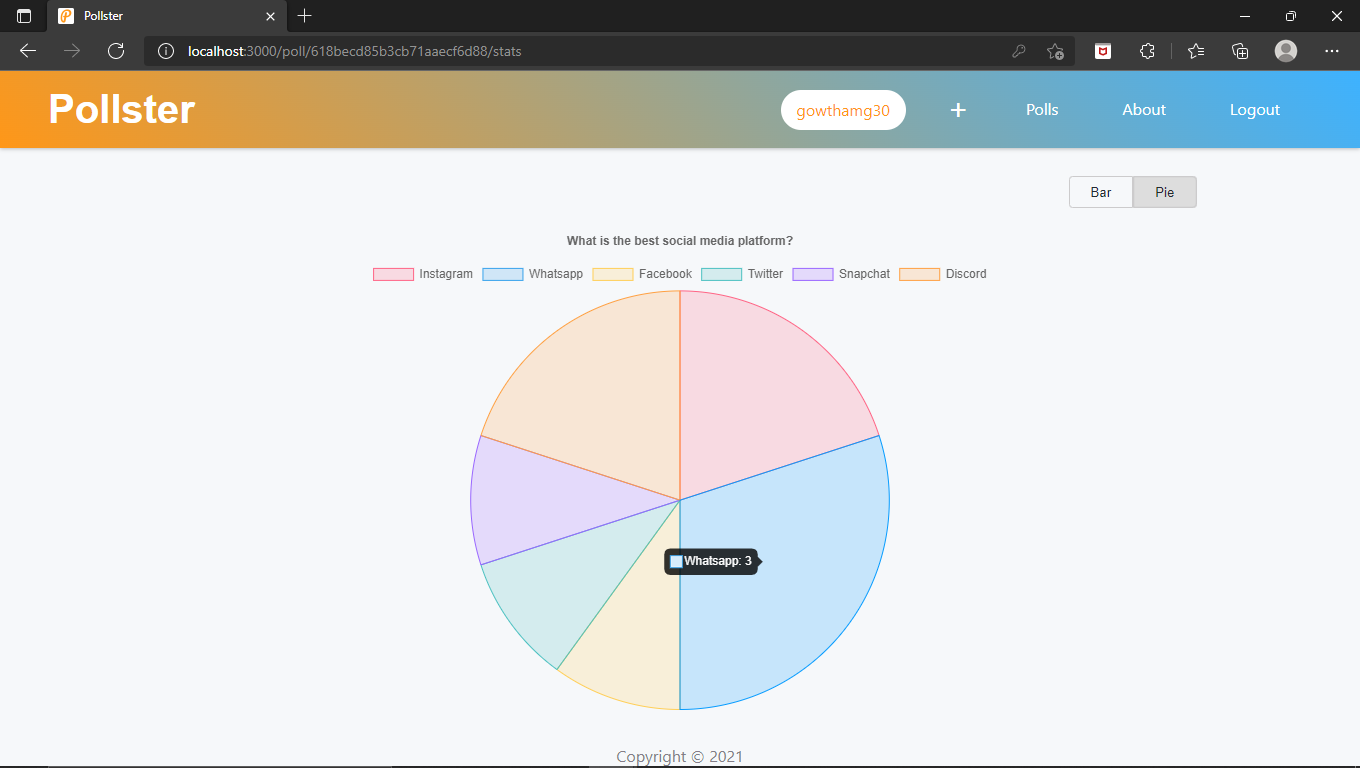 Pollster
localhost:3000/poll/618becd85b3cb71aaecf6d88/stats
Pollster gowthamg30 + Polls About Logout
Bar Pie
What is the best social media platform?
Instagram Whatsapp Facebook Twitter Snapchat Discord
Whatsapp: 3
Copyright © 2021